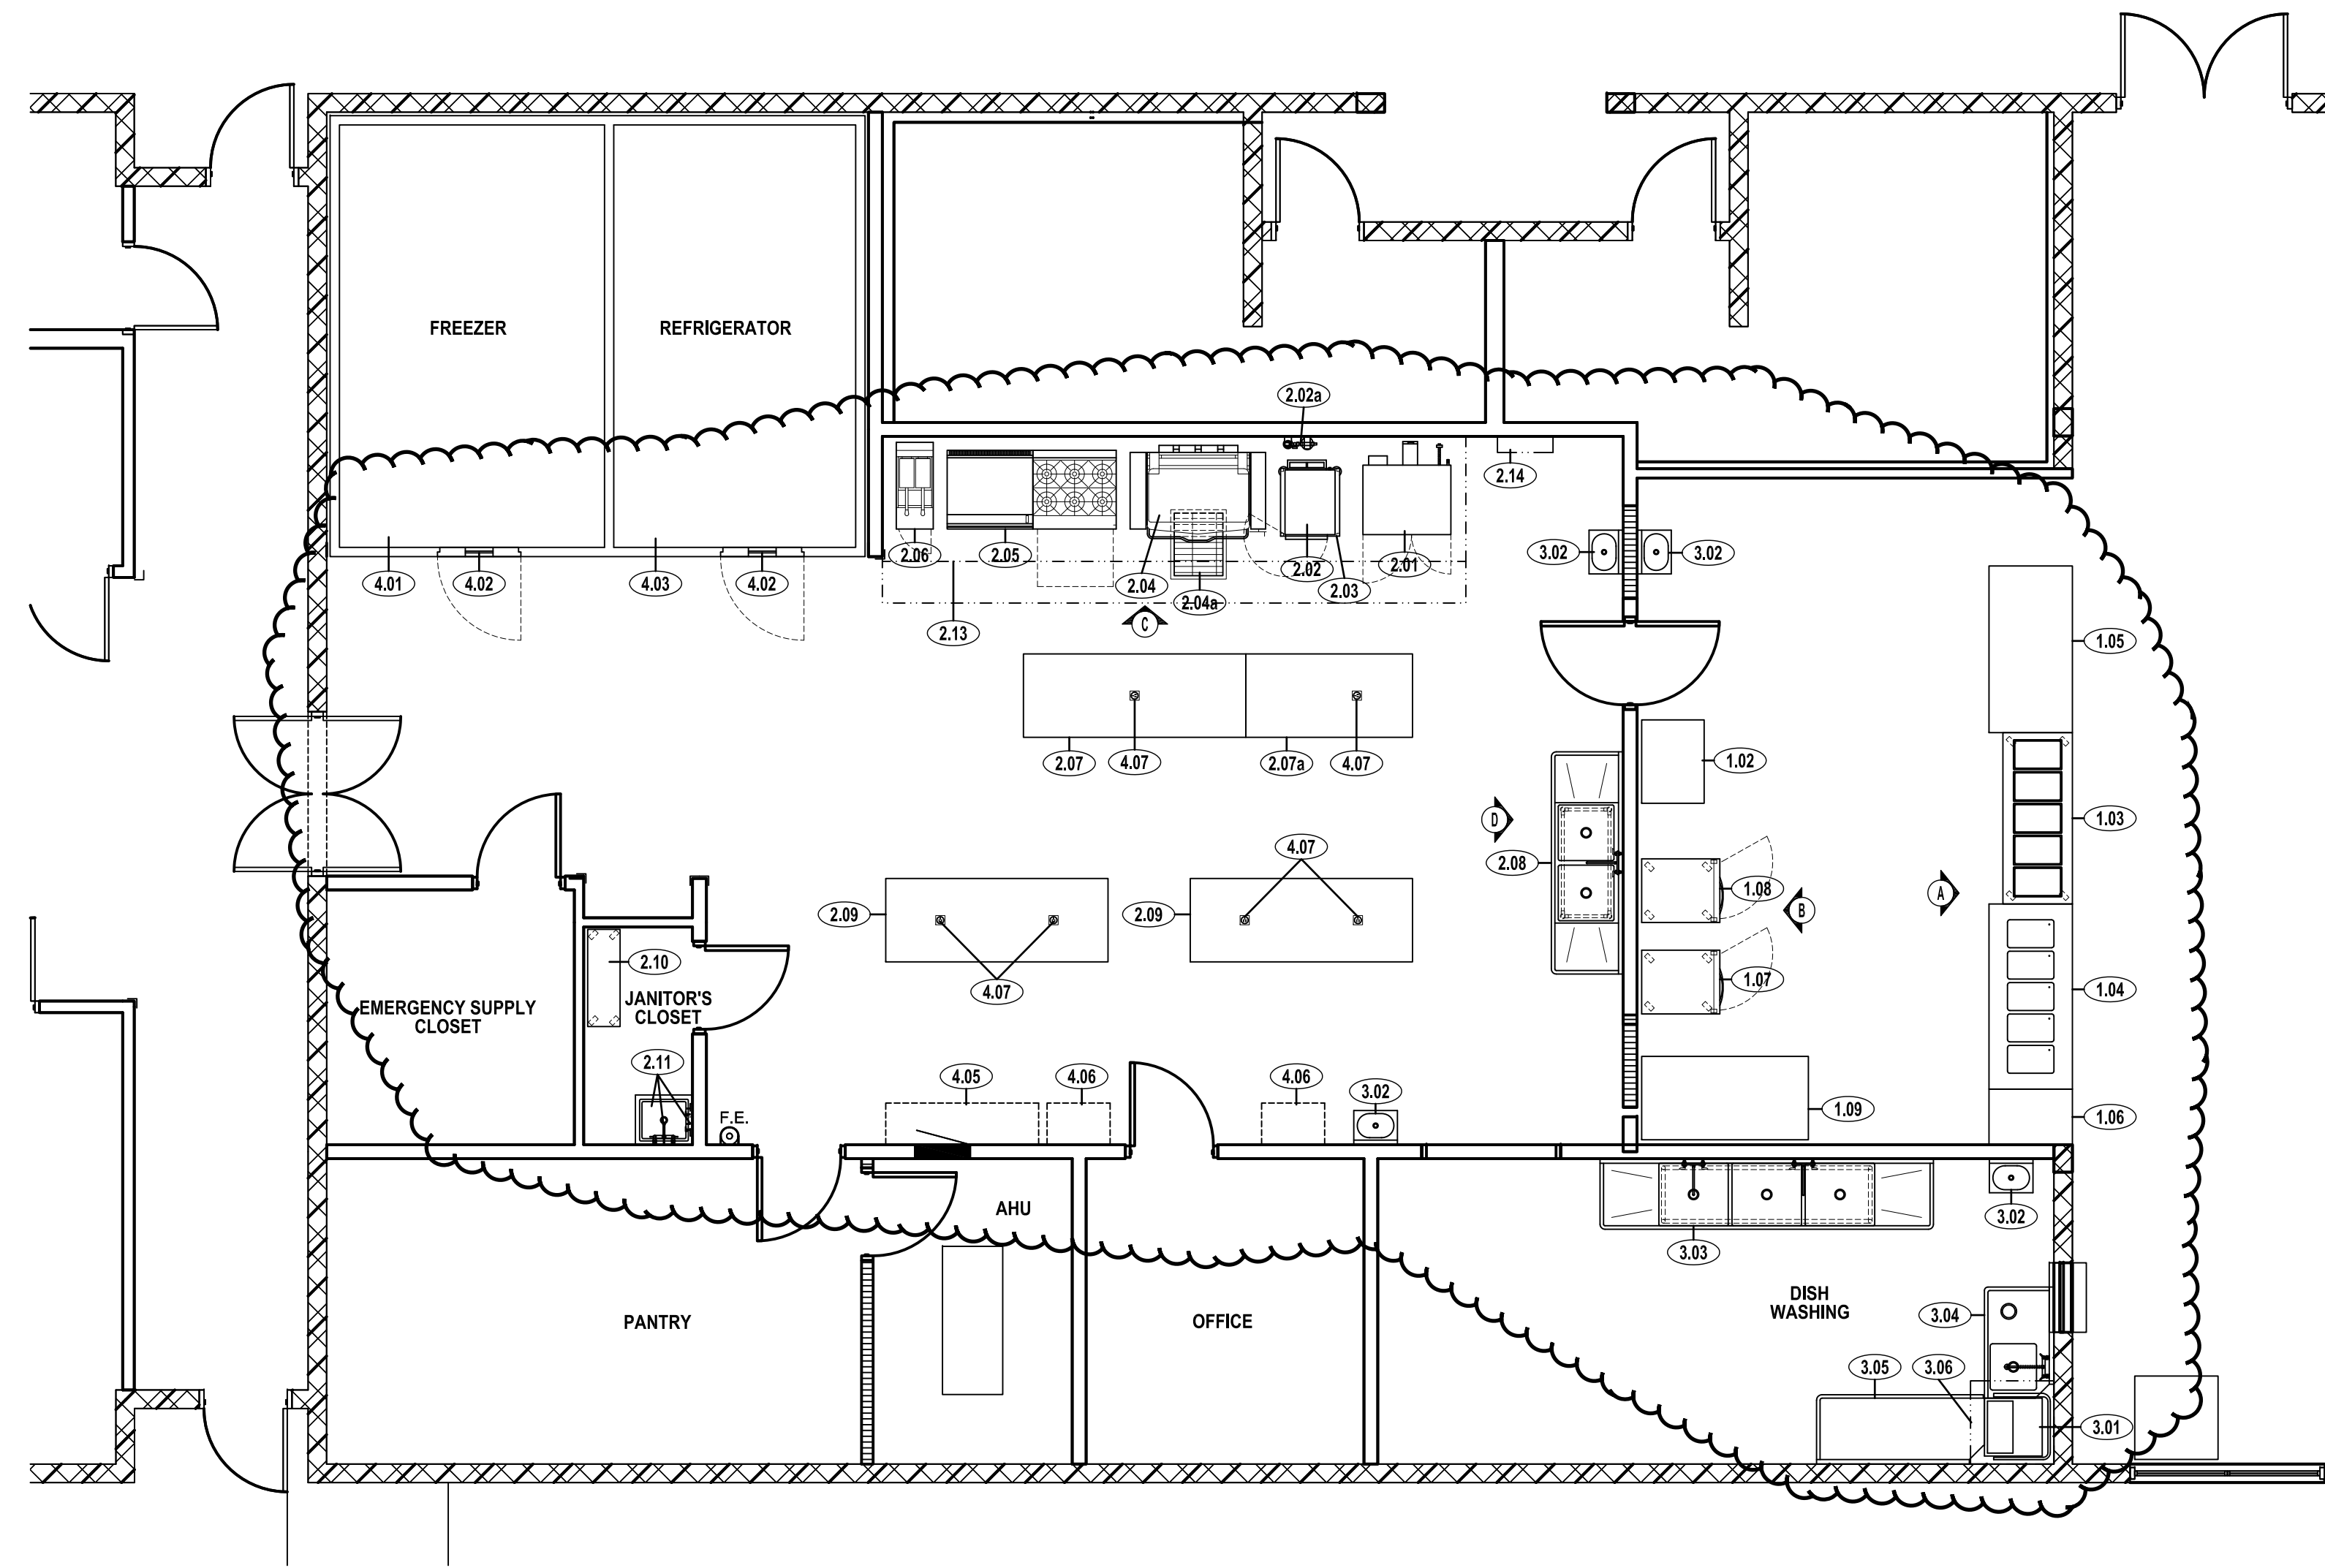 FREEZER
REFRIGERATOR
2.02a
2.14
2.06
2.05
2.04
2.04a
2.02
2.03
2.01
3.02
3.02
4.01
4.02
4.03
4.02
2.13
C
1.05
2.07
4.07
2.07a
4.07
1.02
1.03
D
2.08
4.07
1.08
B
A
2.09
2.09
2.10
4.07
1.07
1.04
EMERGENCY SUPPLY
CLOSET
JANITOR'S
CLOSET
2.11
F.E.
4.05
4.06
4.06
3.02
1.09
1.06
AHU
3.03
3.02
PANTRY
OFFICE
DISH
WASHING
3.04
3.05
3.06
3.01